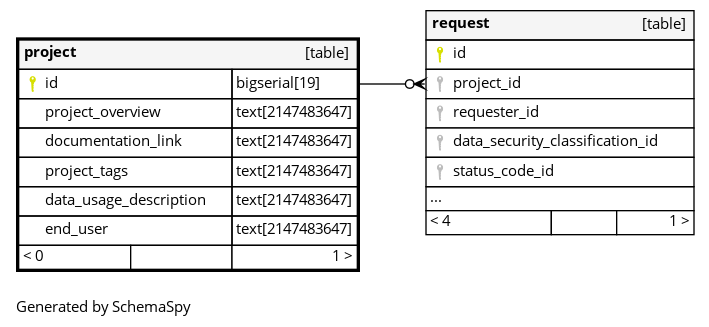 project [table]
id bigserial[19]
project_overview text[2147483647]
documentation_link text[2147483647]
project_tags text[2147483647]
data_usage_description text[2147483647]
end_user text[2147483647]
< 0 1 >
request [table]
id
project_id
requester_id
data_security_classification_id
status_code_id
...
< 4 1 >
Generated by SchemaSpy